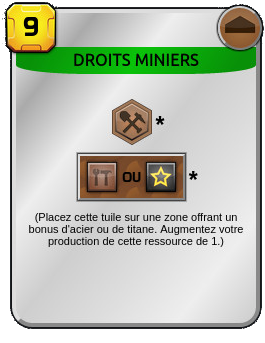 9
DROITS MINIERS
*
OU *
(Placez cette tuile sur une zone offrant un
bonus d'acier ou de titane. Augmentez votre
production de cette ressource de 1.)